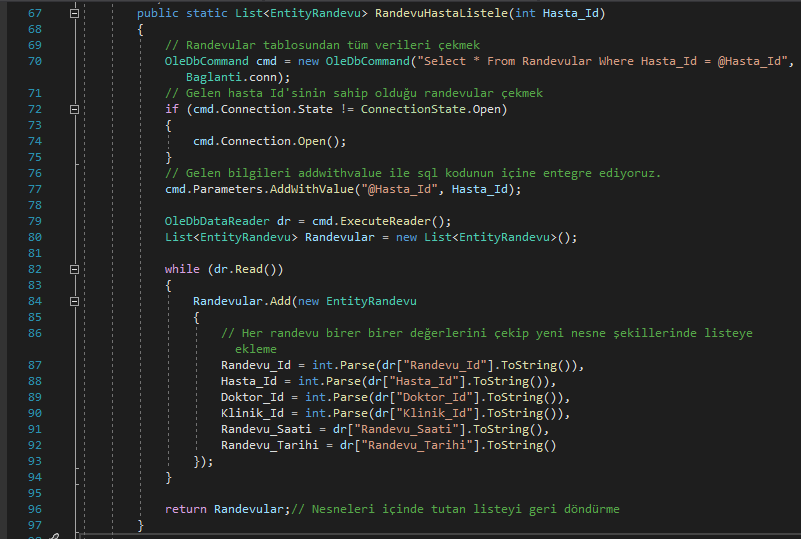 67 public static List<EntityRandevu> RandevuHastaListele(int Hasta_Id)
68 {
69 // Randevular tablosundan tüm verileri çekmek
70 OleDbCommand cmd = new OleDbCommand("Select * From Randevular Where Hasta_Id = @Hasta_Id",
Baglanti.conn);
71 // Gelen hasta Id'sinin sahip olduğu randevular çekmek
72 if (cmd.Connection.State != ConnectionState.Open)
73 {
74 cmd.Connection.Open();
75 }
76 // Gelen bilgileri addwithvalue ile sql kodunun içine entegre ediyoruz.
77 cmd.Parameters.AddWithValue("@Hasta_Id", Hasta_Id);
78
79 OleDbDataReader dr = cmd.ExecuteReader();
80 List<EntityRandevu> Randevular = new List<EntityRandevu>();
81
82 while (dr.Read())
83 {
84 Randevular.Add(new EntityRandevu
85 {
86 // Her randevu birer birer değerlerini çekip yeni nesne şekillerinde listeye
ekleme
87 Randevu_Id = int.Parse(dr["Randevu_Id"].ToString()),
88 Hasta_Id = int.Parse(dr["Hasta_Id"].ToString()),
89 Doktor_Id = int.Parse(dr["Doktor_Id"].ToString()),
90 Klinik_Id = int.Parse(dr["Klinik_Id"].ToString()),
91 Randevu_Saati = dr["Randevu_Saati"].ToString(),
92 Randevu_Tarihi = dr["Randevu_Tarihi"].ToString()
93 });
94 }
95
96 return Randevular;// Nesneleri içinde tutan listeyi geri döndürme
97 }